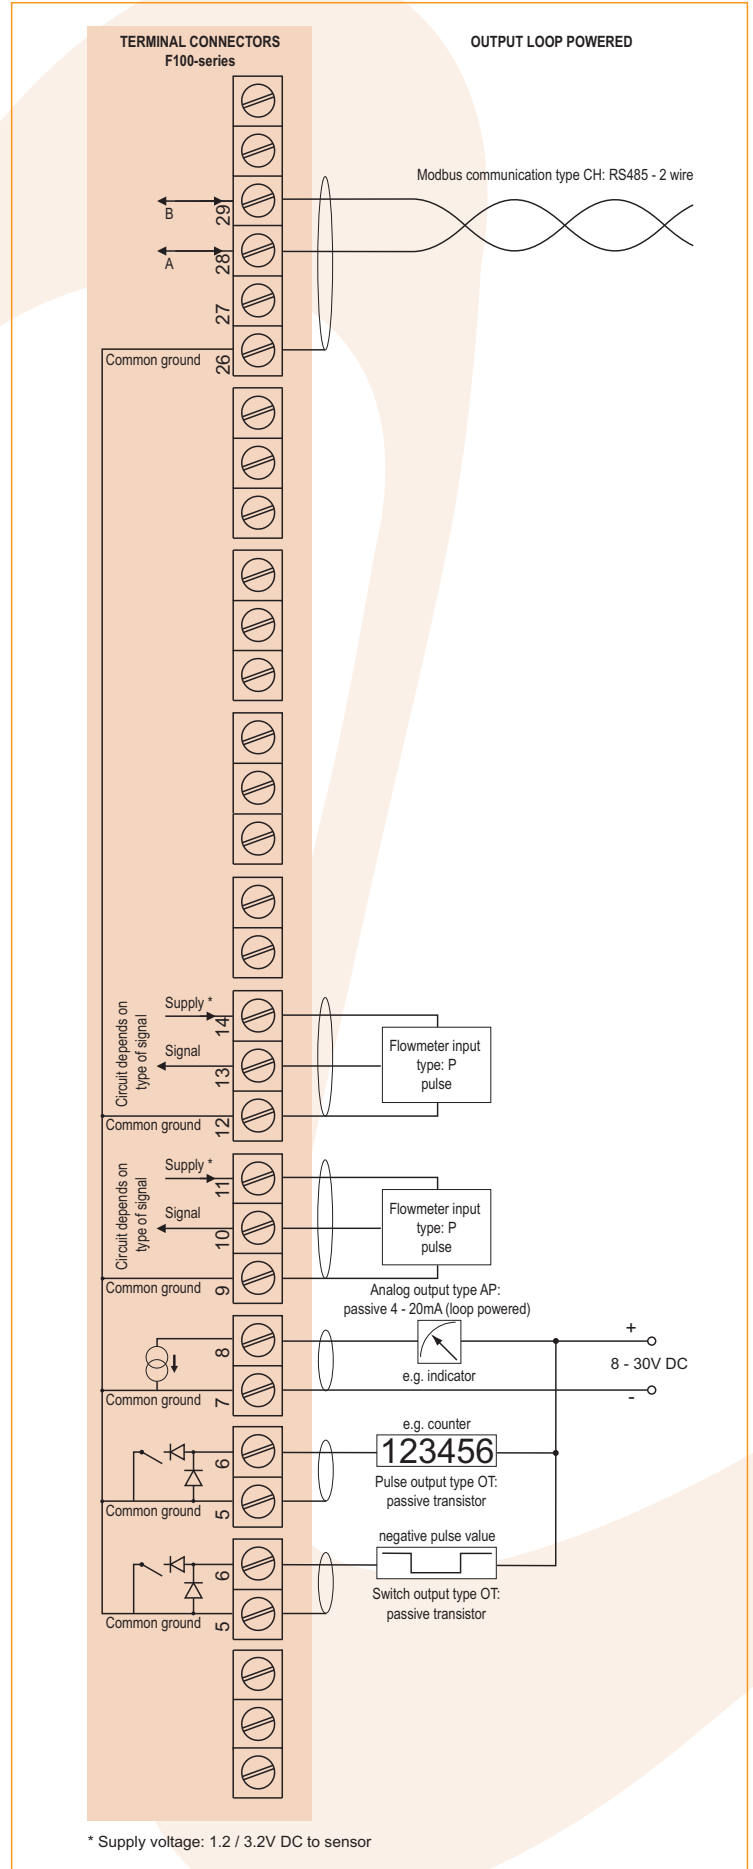 TERMINAL CONNECTORS
F100-series
OUTPUT LOOP POWERED
Modbus communication type CH: RS485 - 2 wire
B
29
A
28
27
Common ground
26
Circuit depends on
type of signal
Supply *
14
Signal
13
Common ground
12
Flowmeter input
type: P
pulse
Circuit depends on
type of signal
Supply *
11
Signal
10
Common ground
9
Flowmeter input
type: P
pulse
Analog output type AP:
passive 4 - 20mA (loop powered)
8
e.g. indicator
+
8 - 30V DC
-
Common ground
7
e.g. counter
6
123456
Pulse output type OT:
passive transistor
Common ground
5
negative pulse value
6
Switch output type OT:
passive transistor
Common ground
5
* Supply voltage: 1.2 / 3.2V DC to sensor